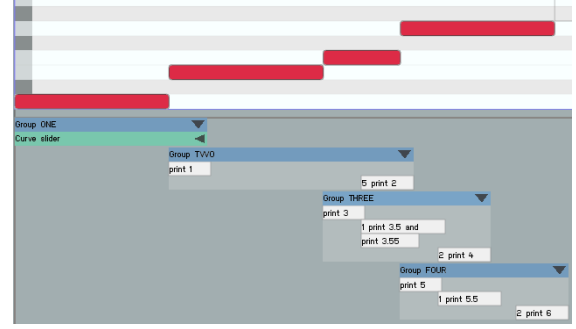 Group ONE
Curve slider
Group TWO
print 1
5 print 2
Group THREE
print 3
1 print 3.5 and
print 3.55
2 print 4
Group FOUR
print 5
1 print 5.5
2 print 6